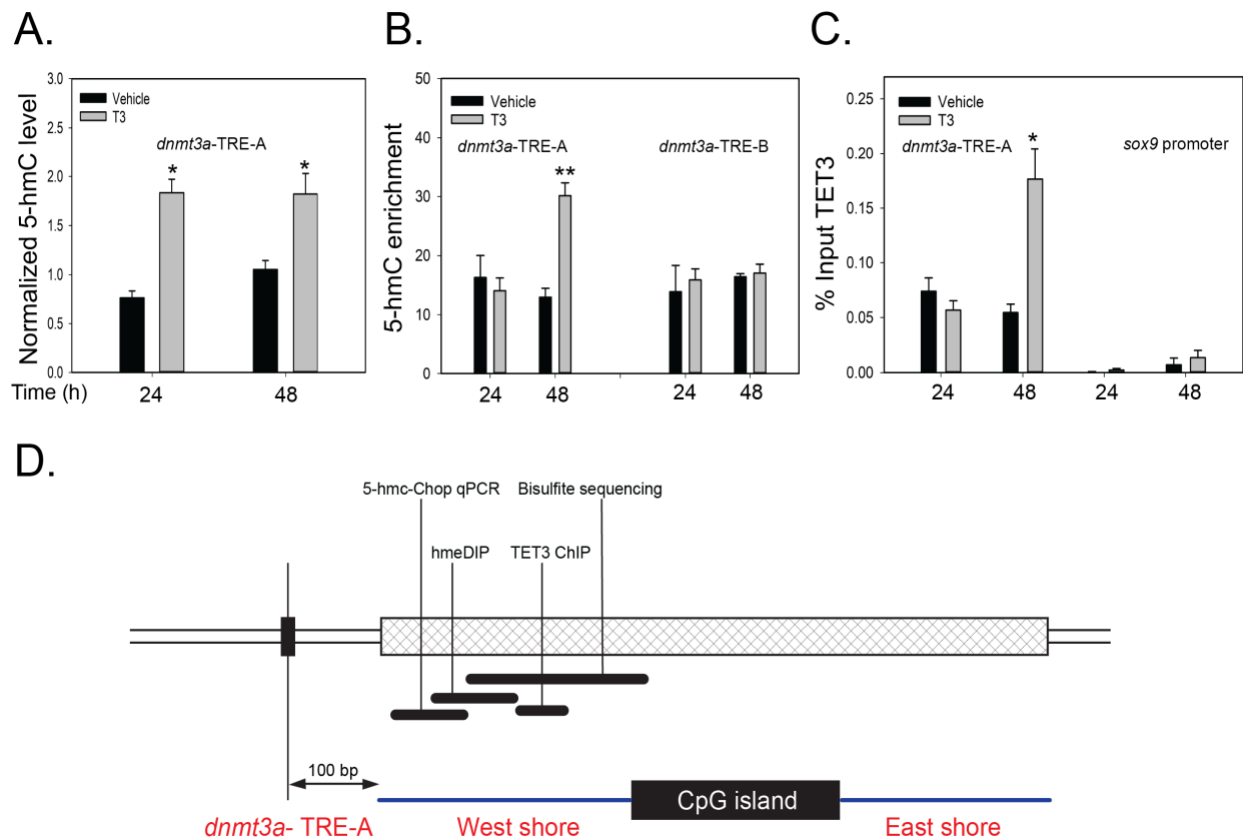 A.
Normalized 5-hmC level
3.0
2.5
2.0
1.5
1.0
0.5
0.0
Vehicle
T3
dnmt3a-TRE-A
*
*
Time (h)
24
48
B.
5-hmC enrichment
50
40
30
20
10
0
Vehicle
T3
dnmt3a-TRE-A
dnmt3a-TRE-B
**
24
48
24
48
C.
% Input TET3
0.25
0.20
0.15
0.10
0.05
0.00
Vehicle
T3
dnmt3a-TRE-A
sox9 promoter
*
24
48
24
48
D.
5-hmc-Chop qPCR
Bisulfite sequencing
hmeDIP
TET3 ChIP
100 bp
CpG island
dnmt3a- TRE-A
West shore
East shore